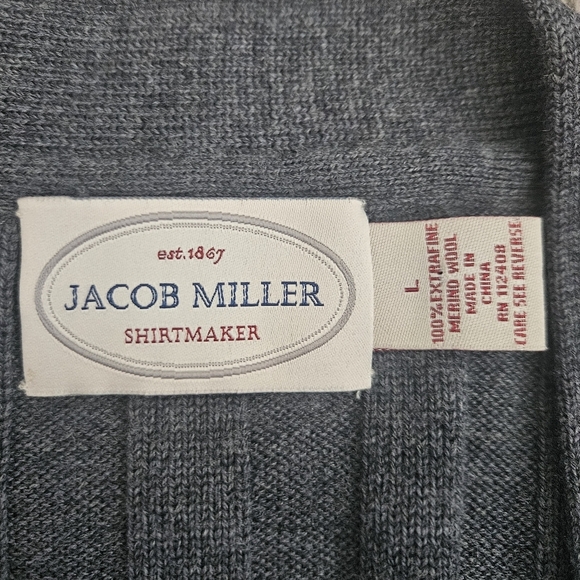 est.1867
JACOB MILLER
SHIRTMAKER
L
100% EXTRAFINE
MERINO WOOL
MADE IN
CHINA
RN 112408
CARE SEE REVERSE